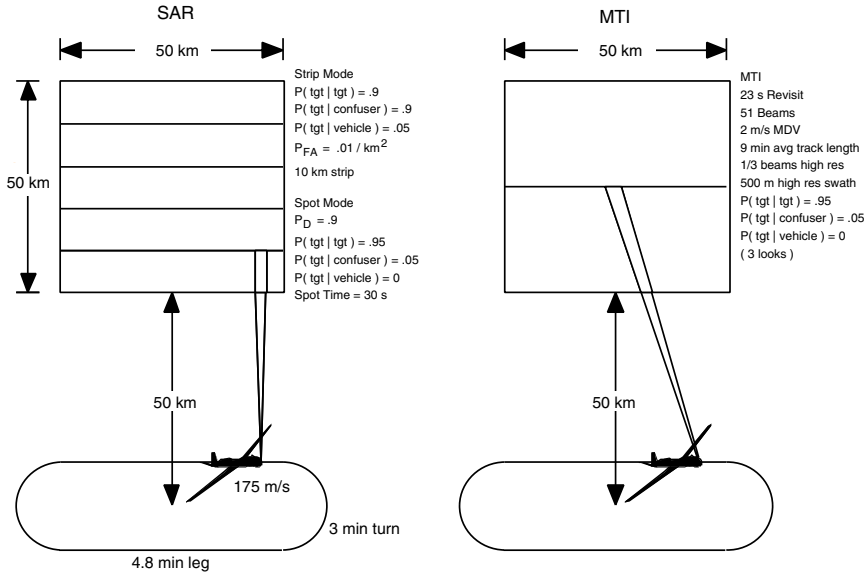 SAR
50 km
50 km
Strip Mode
P( tgt | tgt ) = .9
P( tgt | confuser ) = .9
P( tgt | vehicle ) = .05
P_FA = .01 / km²
10 km strip
Spot Mode
P_D = .9
P( tgt | tgt ) = .95
P( tgt | confuser ) = .05
P( tgt | vehicle ) = 0
Spot Time = 30 s
50 km
175 m/s
3 min turn
4.8 min leg
MTI
50 km
MTI
23 s Revisit
51 Beams
2 m/s MDV
9 min avg track length
1/3 beams high res
500 m high res swath
P( tgt | tgt ) = .95
P( tgt | confuser ) = .05
P( tgt | vehicle ) = 0
( 3 looks )
50 km